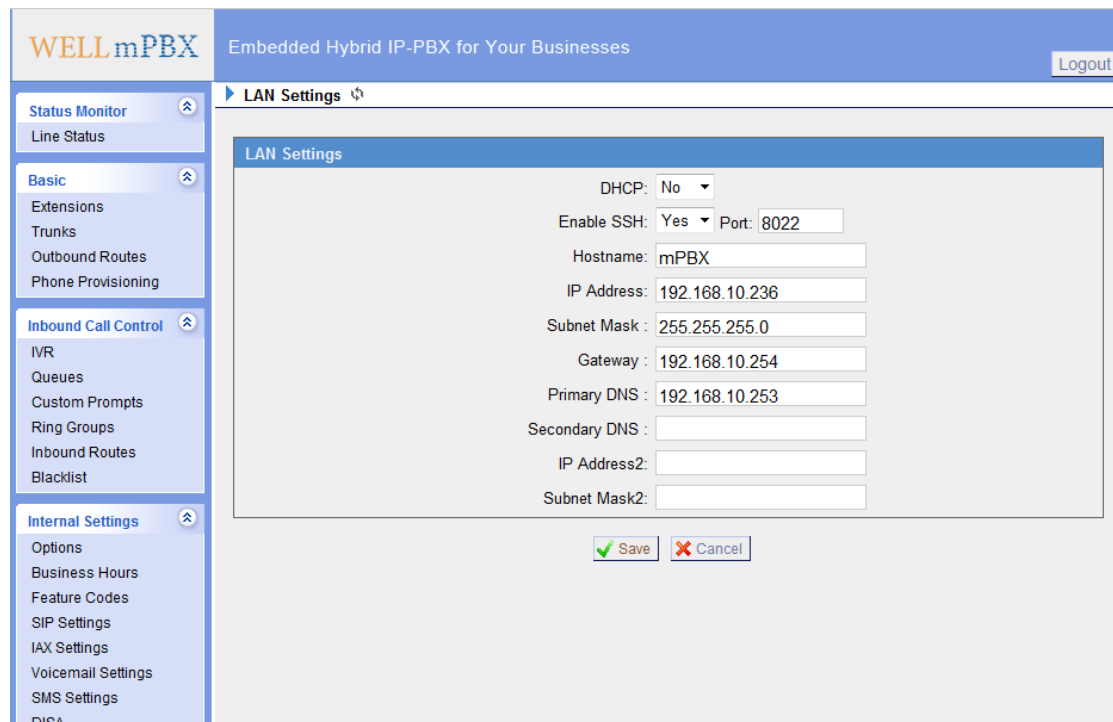 WELL mPBX
Embedded Hybrid IP-PBX for Your Businesses
Logout
Status Monitor
Line Status
Basic
Extensions
Trunks
Outbound Routes
Phone Provisioning
Inbound Call Control
IVR
Queues
Custom Prompts
Ring Groups
Inbound Routes
Blacklist
Internal Settings
Options
Business Hours
Feature Codes
SIP Settings
IAX Settings
Voicemail Settings
SMS Settings
DISA
LAN Settings
LAN Settings
DHCP: No
Enable SSH: Yes Port: 8022
Hostname: mPBX
IP Address: 192.168.10.236
Subnet Mask : 255.255.255.0
Gateway : 192.168.10.254
Primary DNS : 192.168.10.253
Secondary DNS :
IP Address2:
Subnet Mask2:
Save Cancel